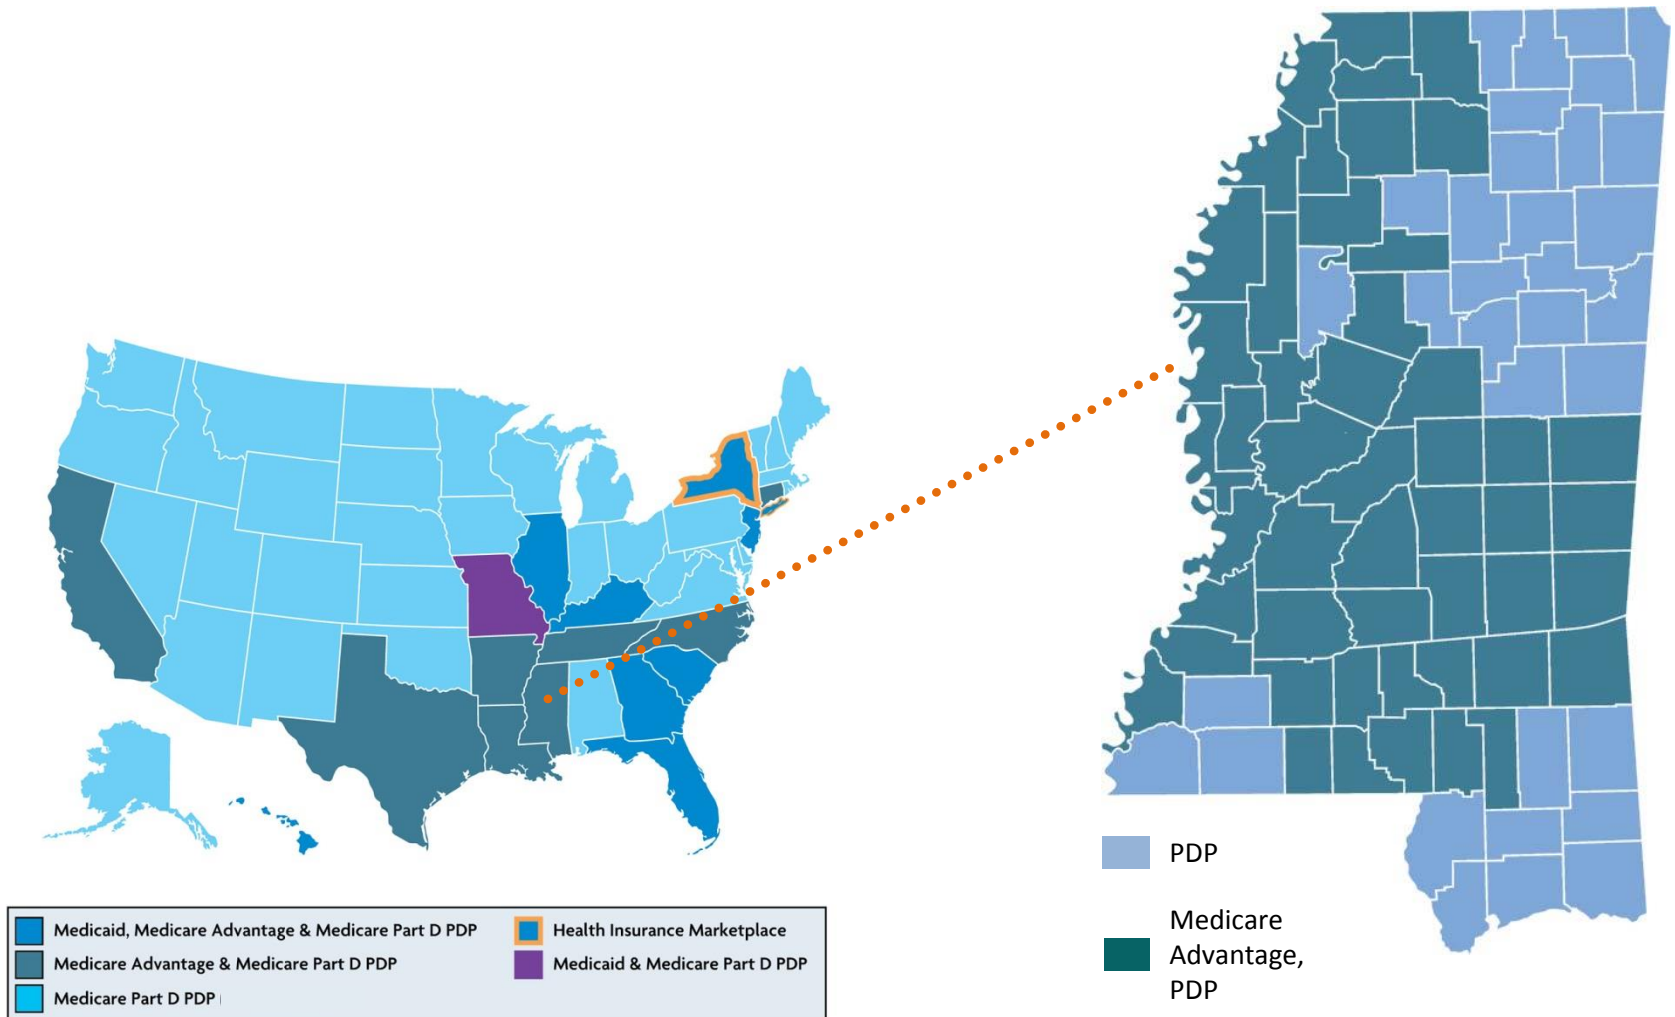 PDP
Medicare
Advantage,
PDP
Medicaid, Medicare Advantage & Medicare Part D PDP
Medicare Advantage & Medicare Part D PDP
Medicare Part D PDP
Health Insurance Marketplace
Medicaid & Medicare Part D PDP